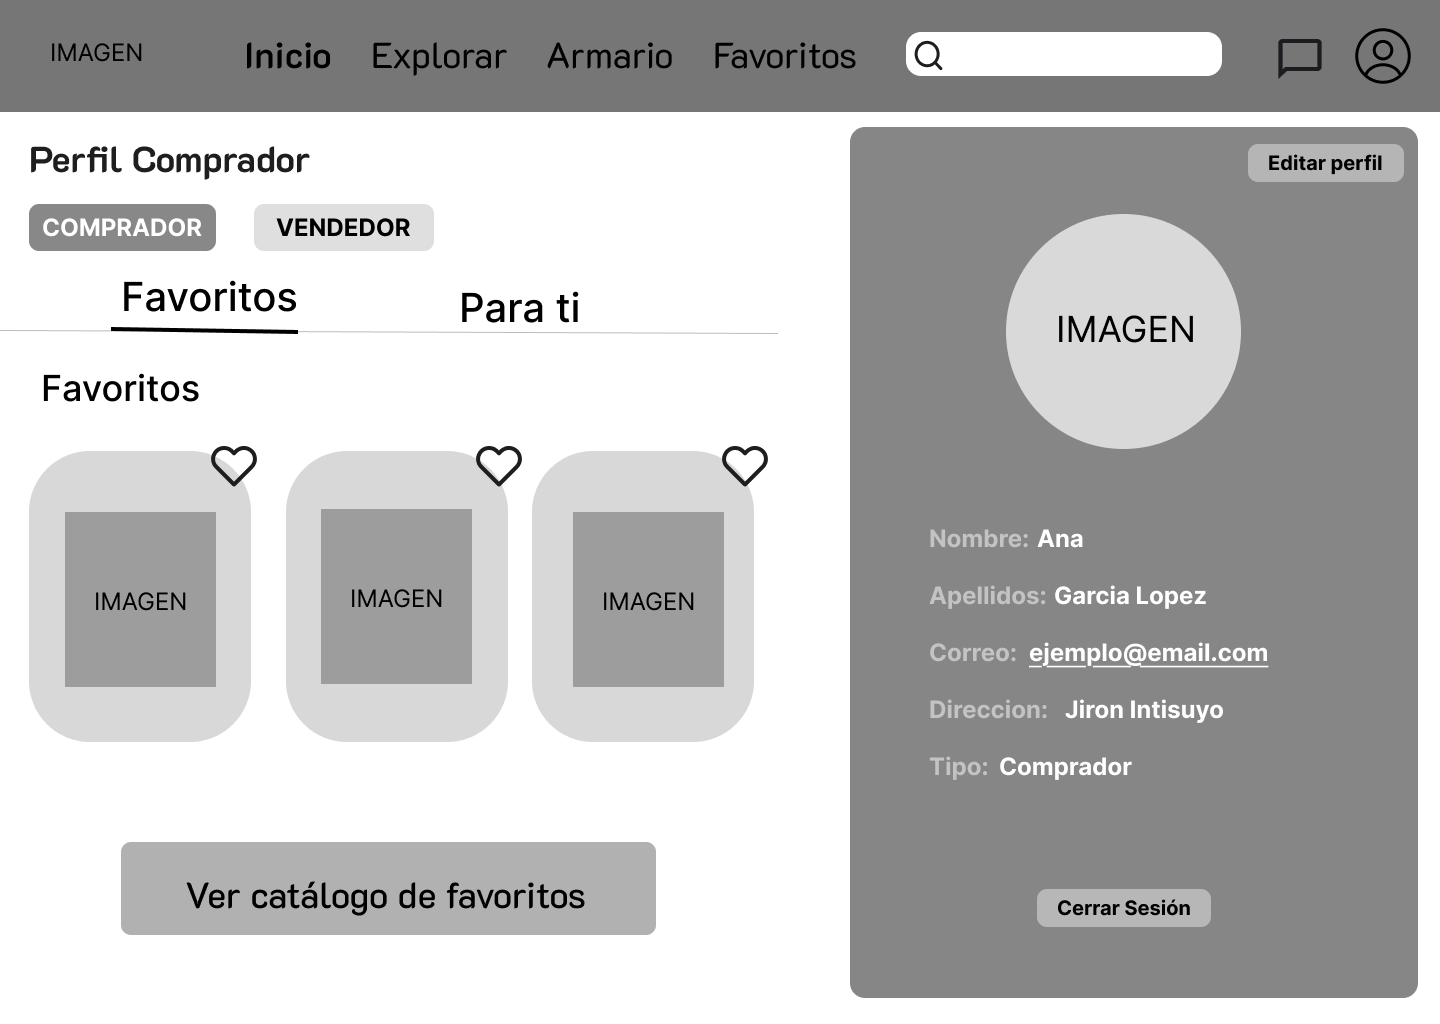 IMAGEN
Inicio Explorar Armario Favoritos
Perfil Comprador
COMPRADOR VENDEDOR
Favoritos Para ti
Favoritos
IMAGEN IMAGEN IMAGEN
Ver catálogo de favoritos
Editar perfil
IMAGEN
Nombre: Ana
Apellidos: Garcia Lopez
Correo: ejemplo@email.com
Direccion: Jiron Intisuyo
Tipo: Comprador
Cerrar Sesión